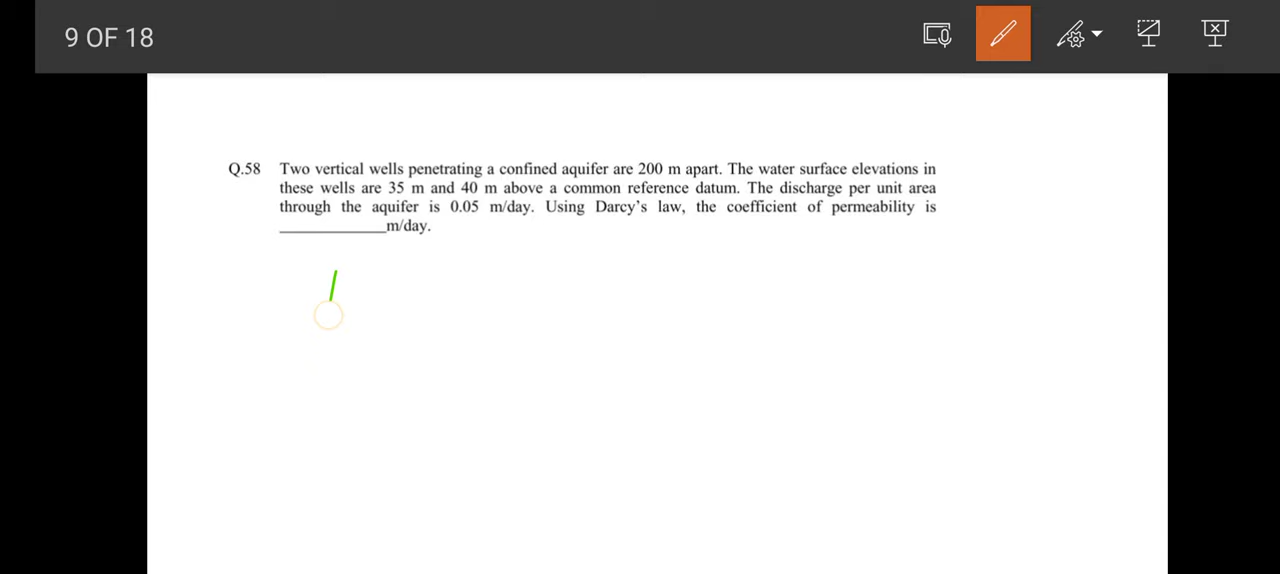 9 OF 18
Q.58 Two vertical wells penetrating a confined aquifer are 200 m apart. The water surface elevations in
these wells are 35 m and 40 m above a common reference datum. The discharge per unit area
through the aquifer is 0.05 m/day. Using Darcy’s law, the coefficient of permeability is
____________m/day.